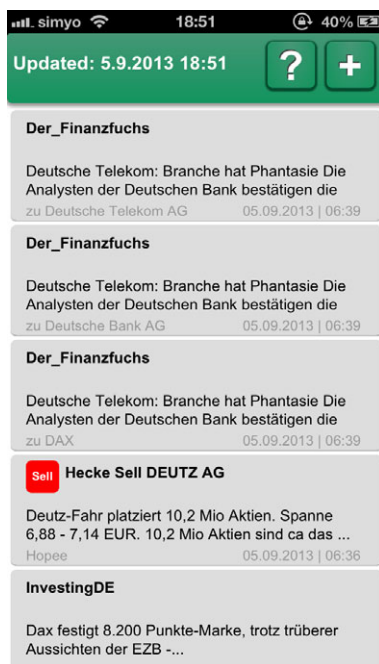 simyo 18:51 40%
Updated: 5.9.2013 18:51 ? +
Der_Finanzfuchs
Deutsche Telekom: Branche hat Phantasie Die
Analysten der Deutschen Bank bestätigen die
zu Deutsche Telekom AG 05.09.2013 | 06:39
Der_Finanzfuchs
Deutsche Telekom: Branche hat Phantasie Die
Analysten der Deutschen Bank bestätigen die
zu Deutsche Bank AG 05.09.2013 | 06:39
Der_Finanzfuchs
Deutsche Telekom: Branche hat Phantasie Die
Analysten der Deutschen Bank bestätigen die
zu DAX 05.09.2013 | 06:39
Sell Hecke Sell DEUTZ AG
Deutz-Fahr platziert 10,2 Mio Aktien. Spanne
6,88 - 7,14 EUR. 10,2 Mio Aktien sind ca das ...
Hopee 05.09.2013 | 06:36
InvestingDE
Dax festigt 8.200 Punkte-Marke, trotz trüberer
Aussichten der EZB -...